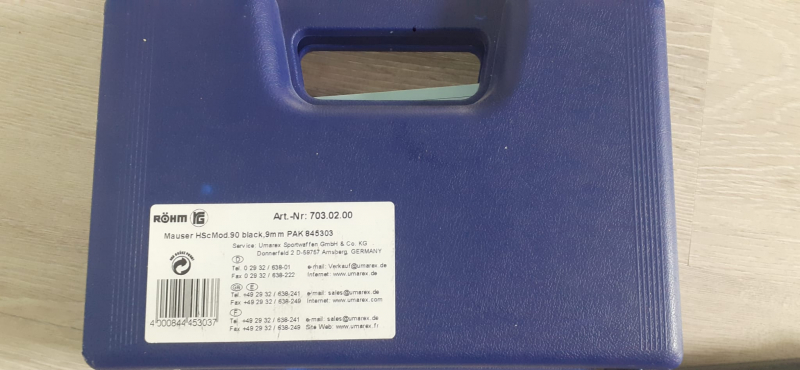 RÖHM RG Art.-Nr: 703.02.00
Mauser HScMod.90 black,9mm PAK 845303
Service: Umarex Sportwaffen GmbH & Co. KG
Donnerfeld 2 D-59757 Arnsberg, GERMANY
D
Tel. 0 29 32 / 638-01 e-mail: Verkauf@umarex.de
Fax 0 29 32 / 638-222 Internet: www.umarex.de
GB E
Tel. +49 29 32 / 638-241 e-mail: sales@umarex.de
Fax +49 29 32 / 638-249 Internet: www.umarex.com
F
Tel. +49 29 32 / 638-241 e-mail: sales@umarex.de
Fax +49 29 32 / 638-249 Site Web: www.umarex.fr
4 000844 453037